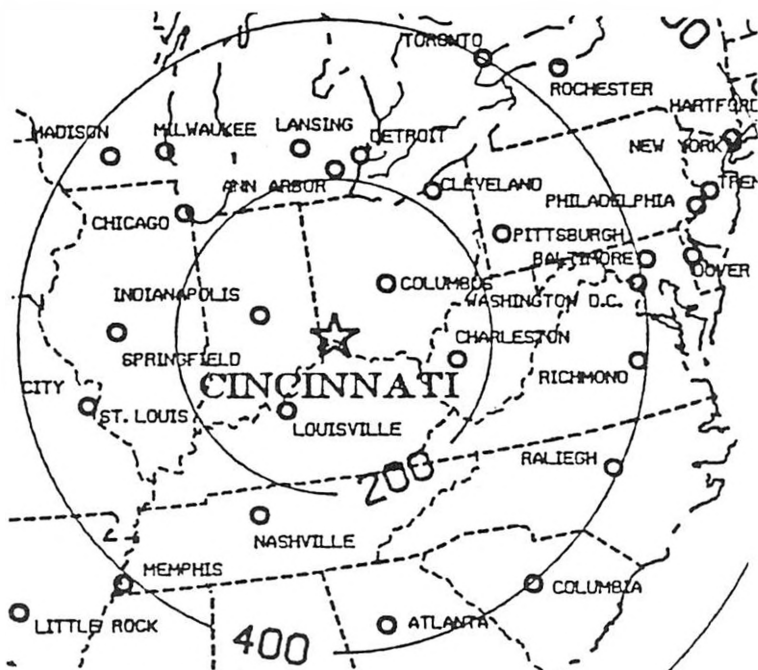 TORONTO
ROCHESTER
HARTFORD
MADISON
MILWAUKEE
LANSING
DETROIT
NEW YORK
ANN ARBOR
CLEVELAND
TREN
PHILADELPHIA
CHICAGO
PITTSBURGH
BALTIMORE
DOVER
COLUMBUS
INDIANAPOLIS
WASHINGTON D.C.
CHARLESTON
SPRINGFIELD
RICHMOND
CINCINNATI
CITY
ST. LOUIS
LOUISVILLE
RALIEGH
200
NASHVILLE
MEMPHIS
COLUMBIA
LITTLE ROCK
ATLANTA
400